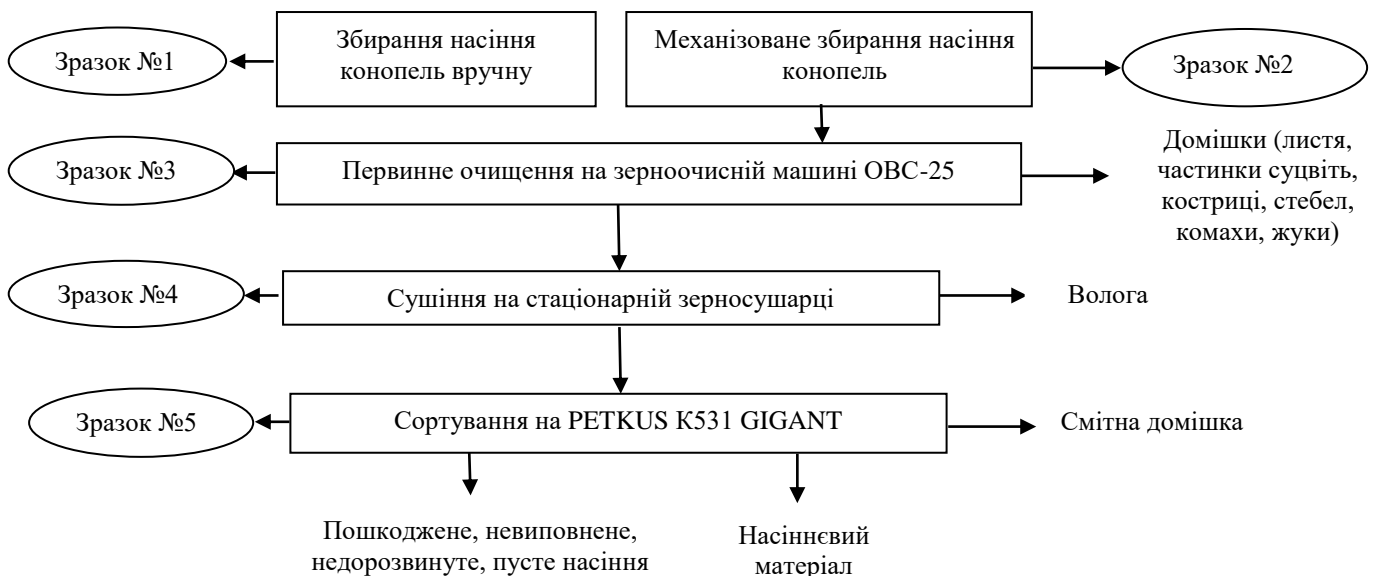 Зразок №1
Збирання насіння
конопель вручну
Механізоване збирання насіння
конопель
Зразок №2
Зразок №3
Первинне очищення на зерноочисній машині ОВС-25
Домішки (листя,
частинки суцвіть,
костриці, стебел,
комахи, жуки)
Зразок №4
Сушіння на стаціонарній зерносушарці
Волога
Зразок №5
Сортування на PETKUS K531 GIGANT
Смітна домішка
Пошкоджене, невиповнене,
недорозвинуте, пусте насіння
Насіннєвий
матеріал